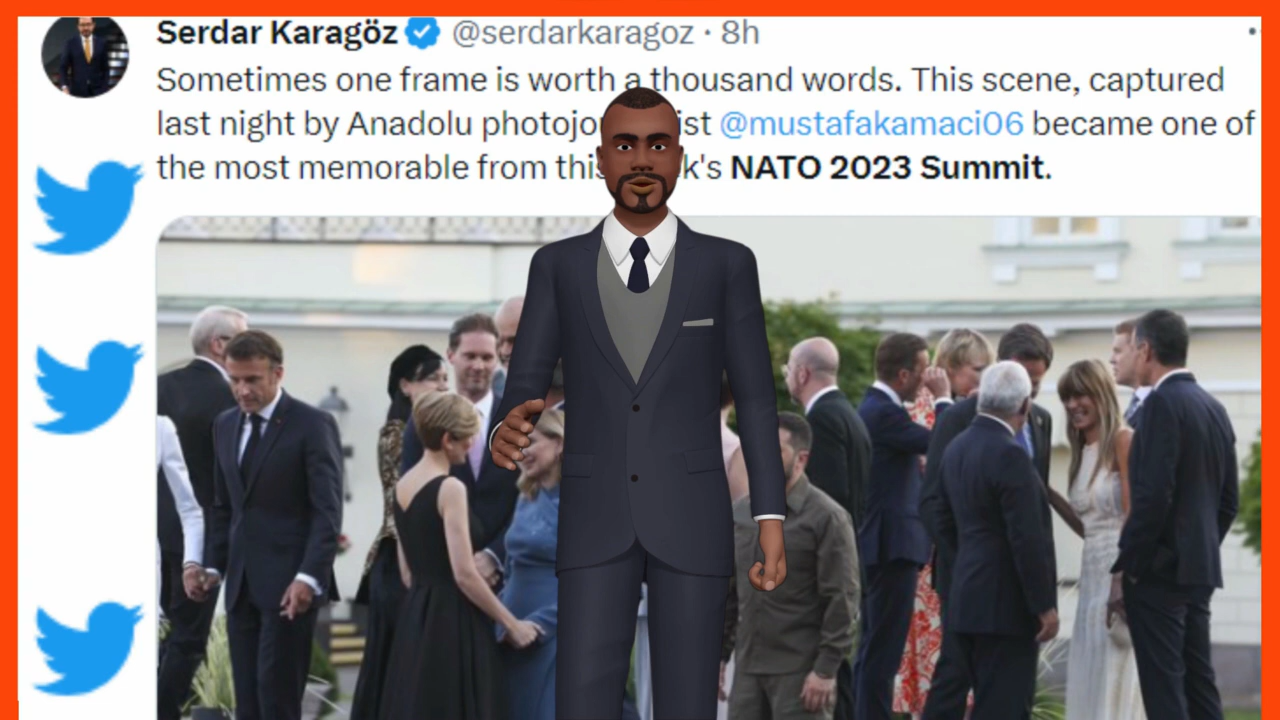 Serdar Karagöz @serdarkaragoz · 8h
Sometimes one frame is worth a thousand words. This scene, captured
last night by Anadolu photojo ist @mustafakamaci06 became one of
the most memorable from this k's NATO 2023 Summit.